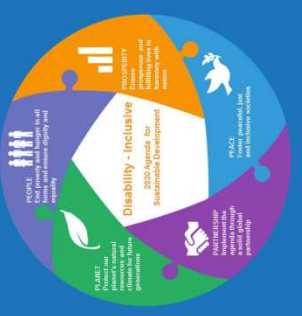 Disability - Inclusive
2030 Agenda for
Sustainable Development
PEOPLE
End poverty and hunger in all
forms and ensure dignity and
equality
PROSPERITY
Ensure
prosperous and
fulfilling lives in
harmony with
nature
PEACE
Foster peaceful, just
and inclusive societies
PARTNERSHIP
Implement the
agenda through
a solid global
partnership
PLANET
Protect our
planet's natural
resources and
climate for future
generations